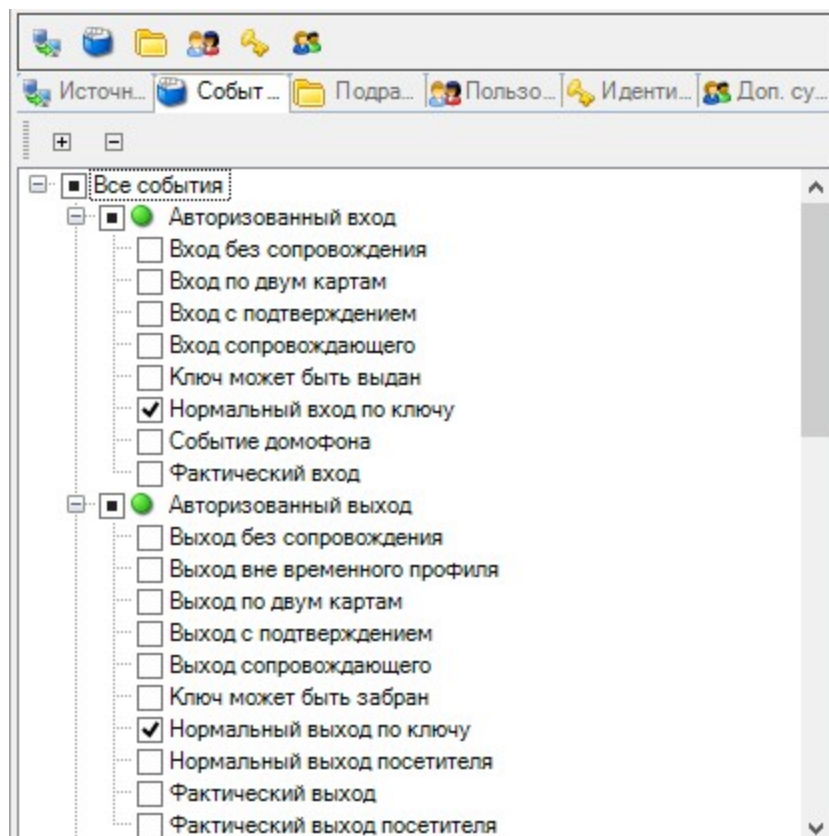 Источн... Событ ... Подра... Пользо... Иденти... Доп. су...
Все события
Авторизованный вход
Вход без сопровождения
Вход по двум картам
Вход с подтверждением
Вход сопровождающего
Ключ может быть выдан
Нормальный вход по ключу
Событие домофона
Фактический вход
Авторизованный выход
Выход без сопровождения
Выход вне временного профиля
Выход по двум картам
Выход с подтверждением
Выход сопровождающего
Ключ может быть забран
Нормальный выход по ключу
Нормальный выход посетителя
Фактический выход
Фактический выход посетителя